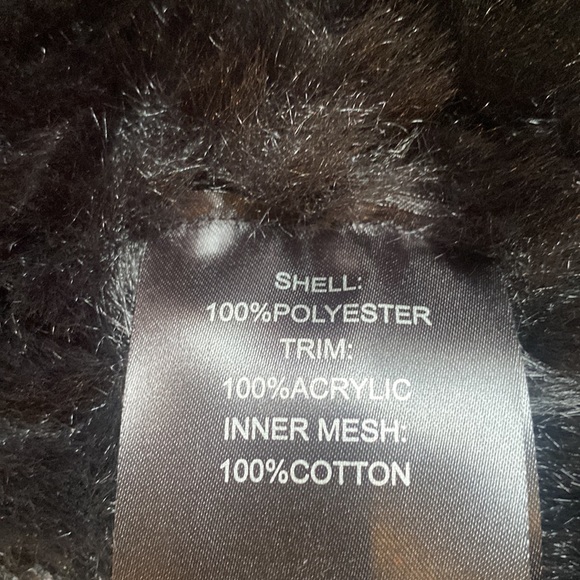 SHELL:
100%POLYESTER
TRIM:
100%ACRYLIC
INNER MESH:
100%COTTON